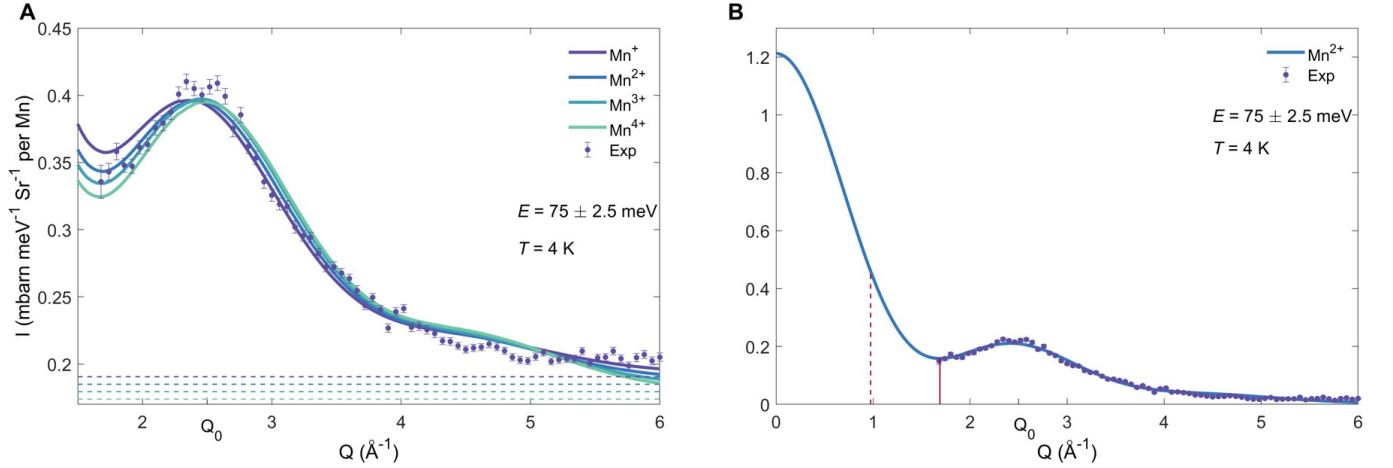 A
I (mbarn meV⁻¹ Sr⁻¹ per Mn)
0.45
0.4
0.35
0.3
0.25
0.2
Mn⁺
Mn²⁺
Mn³⁺
Mn⁴⁺
Exp
E = 75 ± 2.5 meV
T = 4 K
2 3 4 5 6
Q₀
Q (Å⁻¹)
B
1.2
1
0.8
0.6
0.4
0.2
0
Mn²⁺
Exp
E = 75 ± 2.5 meV
T = 4 K
0 1 2 3 4 5 6
Q₀
Q (Å⁻¹)